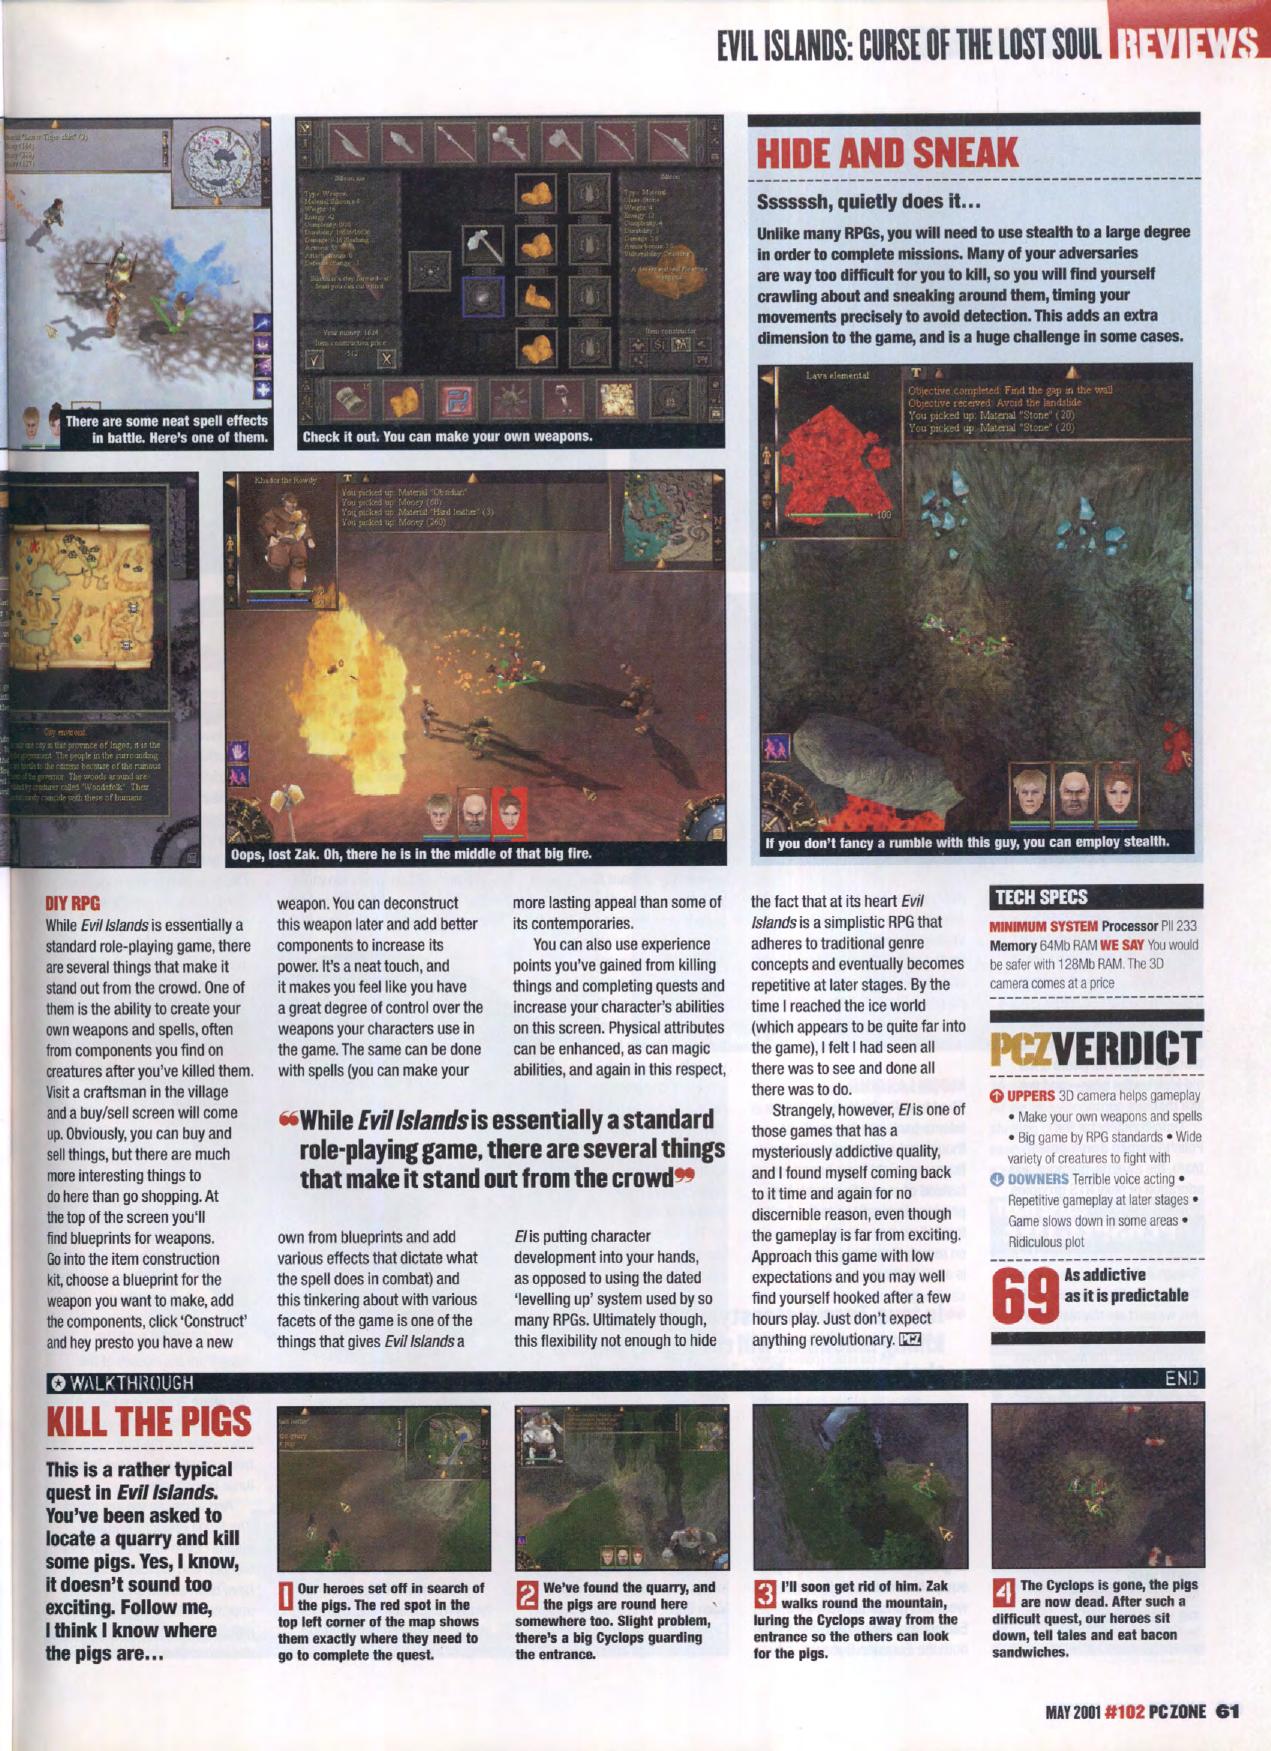 EVIL ISLANDS: CURSE OF THE LOST SOUL REVIEWS
There are some neat spell effects
in battle. Here's one of them.
Your money: 1624
Item construction price
Item constructor
Check it out. You can make your own weapons.
HIDE AND SNEAK
Ssssssh, quietly does it...
Unlike many RPGs, you will need to use stealth to a large degree
in order to complete missions. Many of your adversaries
are way too difficult for you to kill, so you will find yourself
crawling about and sneaking around them, timing your
movements precisely to avoid detection. This adds an extra
dimension to the game, and is a huge challenge in some cases.
Lava elemental
100
T
Objective completed: Find the gap in the wall
Objective received: Avoid the landslide
You picked up: Material "Stone" (20)
You picked up: Material "Stone" (20)
If you don't fancy a rumble with this guy, you can employ stealth.
Khador the Rowdy
T
You picked up: Material "Obsidian"
You picked up: Money (60)
You picked up: Material "Hard leather" (3)
You picked up: Money (260)
Oops, lost Zak. Oh, there he is in the middle of that big fire.
DIY RPG
While Evil Islands is essentially a
standard role-playing game, there
are several things that make it
stand out from the crowd. One of
them is the ability to create your
own weapons and spells, often
from components you find on
creatures after you've killed them.
Visit a craftsman in the village
and a buy/sell screen will come
up. Obviously, you can buy and
sell things, but there are much
more interesting things to
do here than go shopping. At
the top of the screen you'll
find blueprints for weapons.
Go into the item construction
kit, choose a blueprint for the
weapon you want to make, add
the components, click 'Construct'
and hey presto you have a new
weapon. You can deconstruct
this weapon later and add better
components to increase its
power. It's a neat touch, and
it makes you feel like you have
a great degree of control over the
weapons your characters use in
the game. The same can be done
with spells (you can make your
own from blueprints and add
various effects that dictate what
the spell does in combat) and
this tinkering about with various
facets of the game is one of the
things that gives Evil Islands a
more lasting appeal than some of
its contemporaries.
You can also use experience
points you've gained from killing
things and completing quests and
increase your character's abilities
on this screen. Physical attributes
can be enhanced, as can magic
abilities, and again in this respect,
EI is putting character
development into your hands,
as opposed to using the dated
'levelling up' system used by so
many RPGs. Ultimately though,
this flexibility not enough to hide
the fact that at its heart Evil
Islands is a simplistic RPG that
adheres to traditional genre
concepts and eventually becomes
repetitive at later stages. By the
time I reached the ice world
(which appears to be quite far into
the game), I felt I had seen all
there was to see and done all
there was to do.
Strangely, however, EI is one of
those games that has a
mysteriously addictive quality,
and I found myself coming back
to it time and again for no
discernible reason, even though
the gameplay is far from exciting.
Approach this game with low
expectations and you may well
find yourself hooked after a few
hours play. Just don't expect
anything revolutionary. PCZ
“While Evil Islands is essentially a standard
role-playing game, there are several things
that make it stand out from the crowd”
TECH SPECS
MINIMUM SYSTEM Processor PII 233
Memory 64Mb RAM WE SAY You would
be safer with 128Mb RAM. The 3D
camera comes at a price
PCZVERDICT
UPPERS 3D camera helps gameplay
• Make your own weapons and spells
• Big game by RPG standards • Wide
variety of creatures to fight with
DOWNERS Terrible voice acting •
Repetitive gameplay at later stages •
Game slows down in some areas •
Ridiculous plot
69 As addictive
as it is predictable
WALKTHROUGH END
KILL THE PIGS
This is a rather typical
quest in Evil Islands.
You've been asked to
locate a quarry and kill
some pigs. Yes, I know,
it doesn't sound too
exciting. Follow me,
I think I know where
the pigs are...
1 Our heroes set off in search of
the pigs. The red spot in the
top left corner of the map shows
them exactly where they need to
go to complete the quest.
2 We've found the quarry, and
the pigs are round here
somewhere too. Slight problem,
there's a big Cyclops guarding
the entrance.
3 I'll soon get rid of him. Zak
walks round the mountain,
luring the Cyclops away from the
entrance so the others can look
for the pigs.
4 The Cyclops is gone, the pigs
are now dead. After such a
difficult quest, our heroes sit
down, tell tales and eat bacon
sandwiches.
MAY 2001 #102 PC ZONE 61